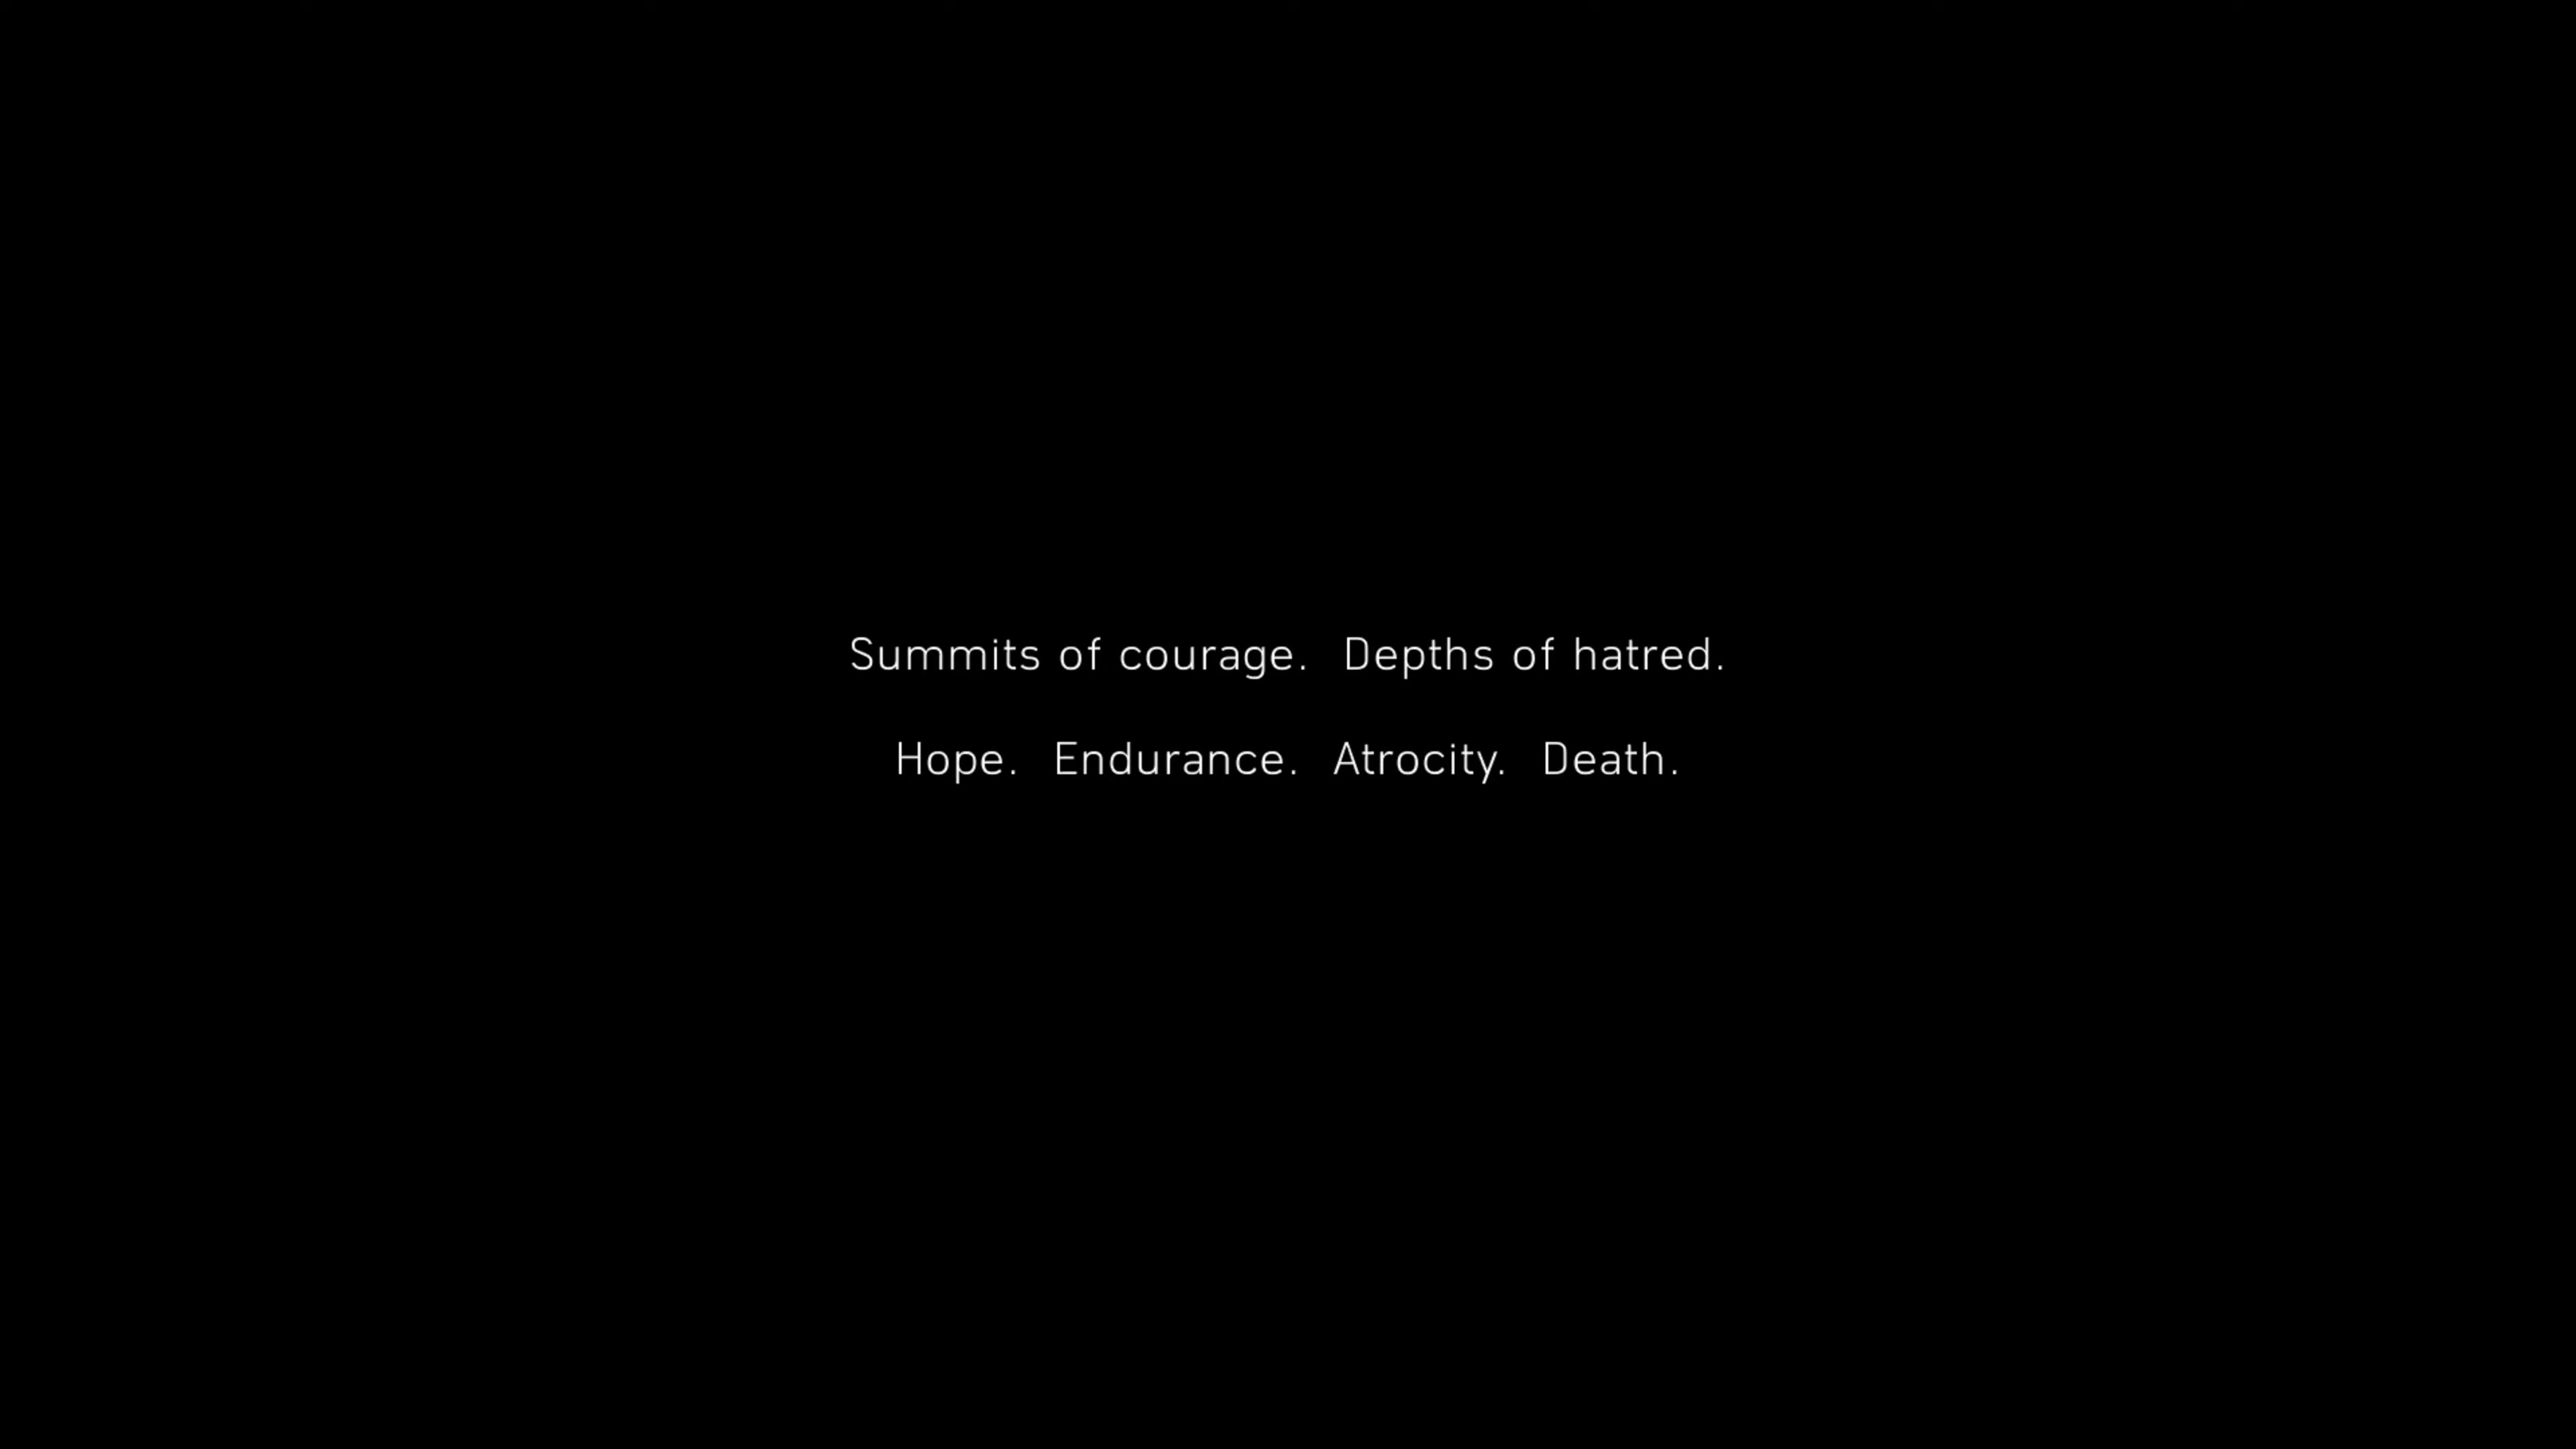 Summits of courage. Depths of hatred.
Hope. Endurance. Atrocity. Death.